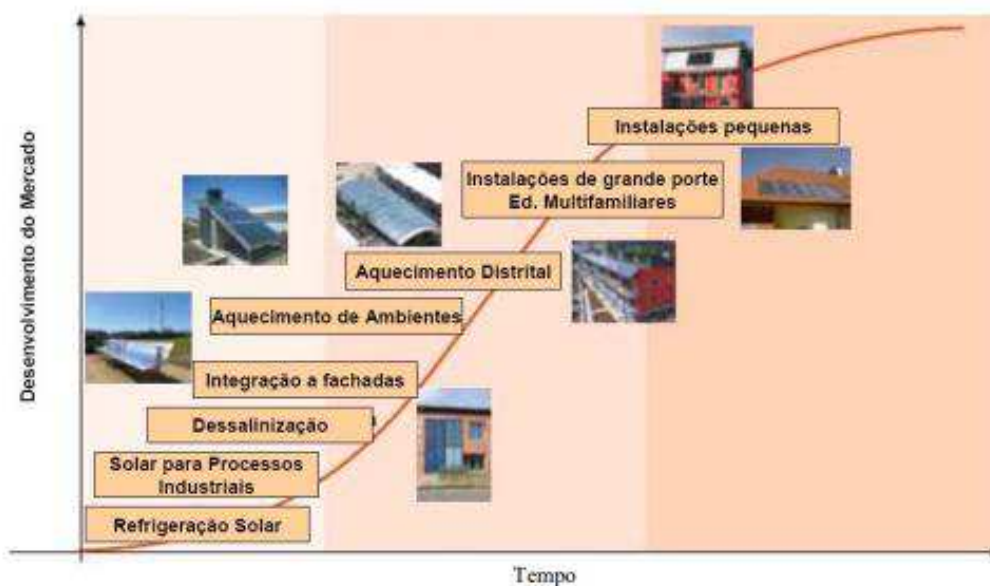 Desenvolvimento do Mercado
Instalações pequenas
Instalações de grande porte
Ed. Multifamiliares
Aquecimento Distrital
Aquecimento de Ambientes
Integração a fachadas
Dessalinização
Solar para Processos
Industriais
Refrigeração Solar
Tempo